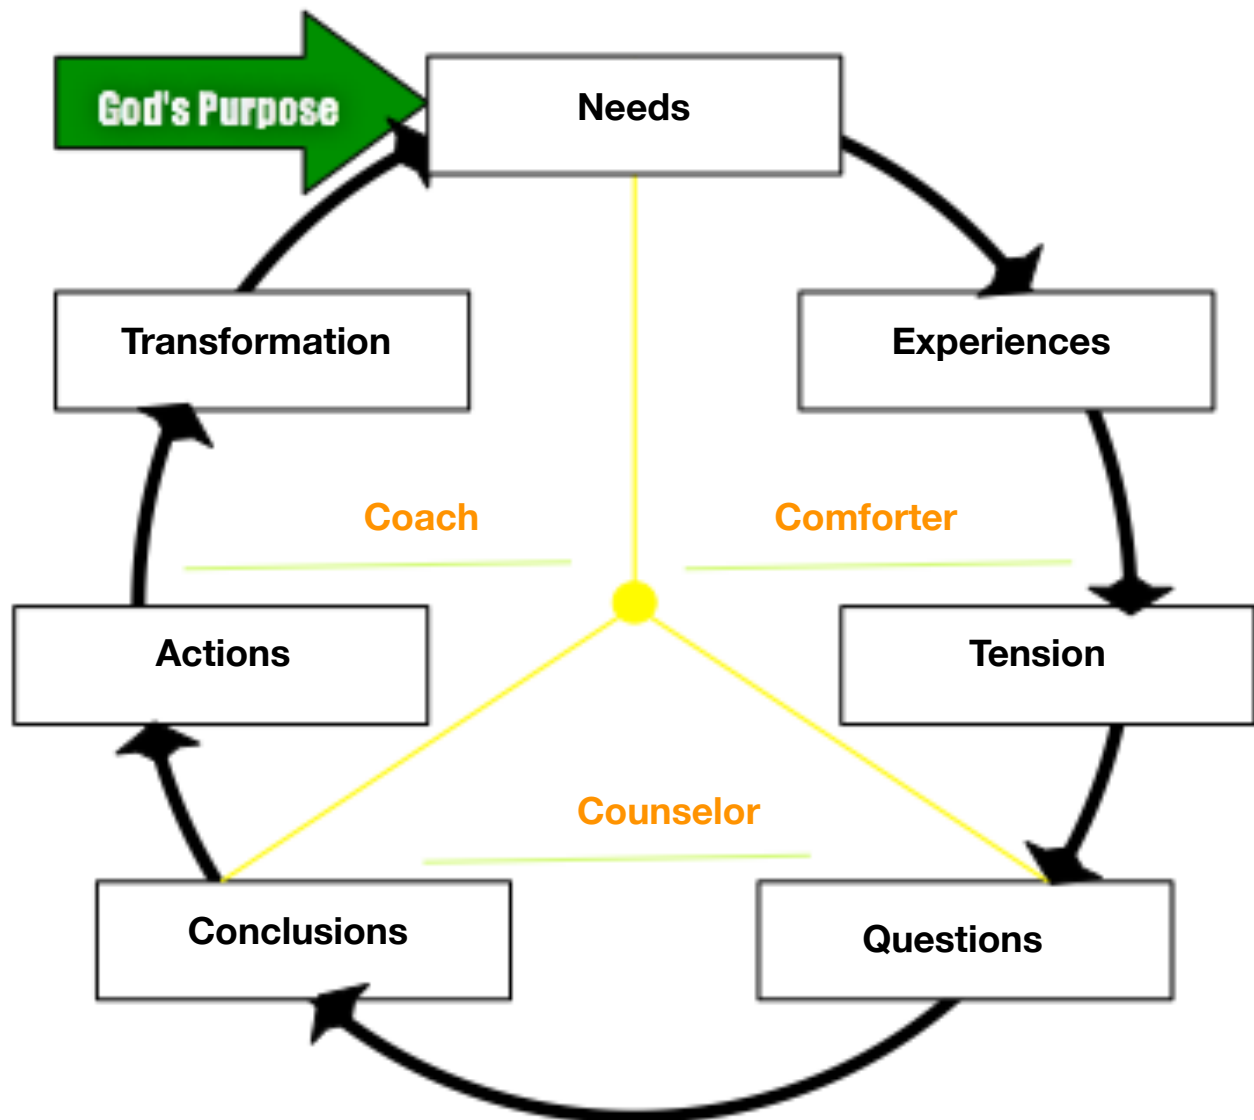 God's Purpose
Needs
Transformation
Experiences
Coach
Comforter
Actions
Tension
Counselor
Conclusions
Questions